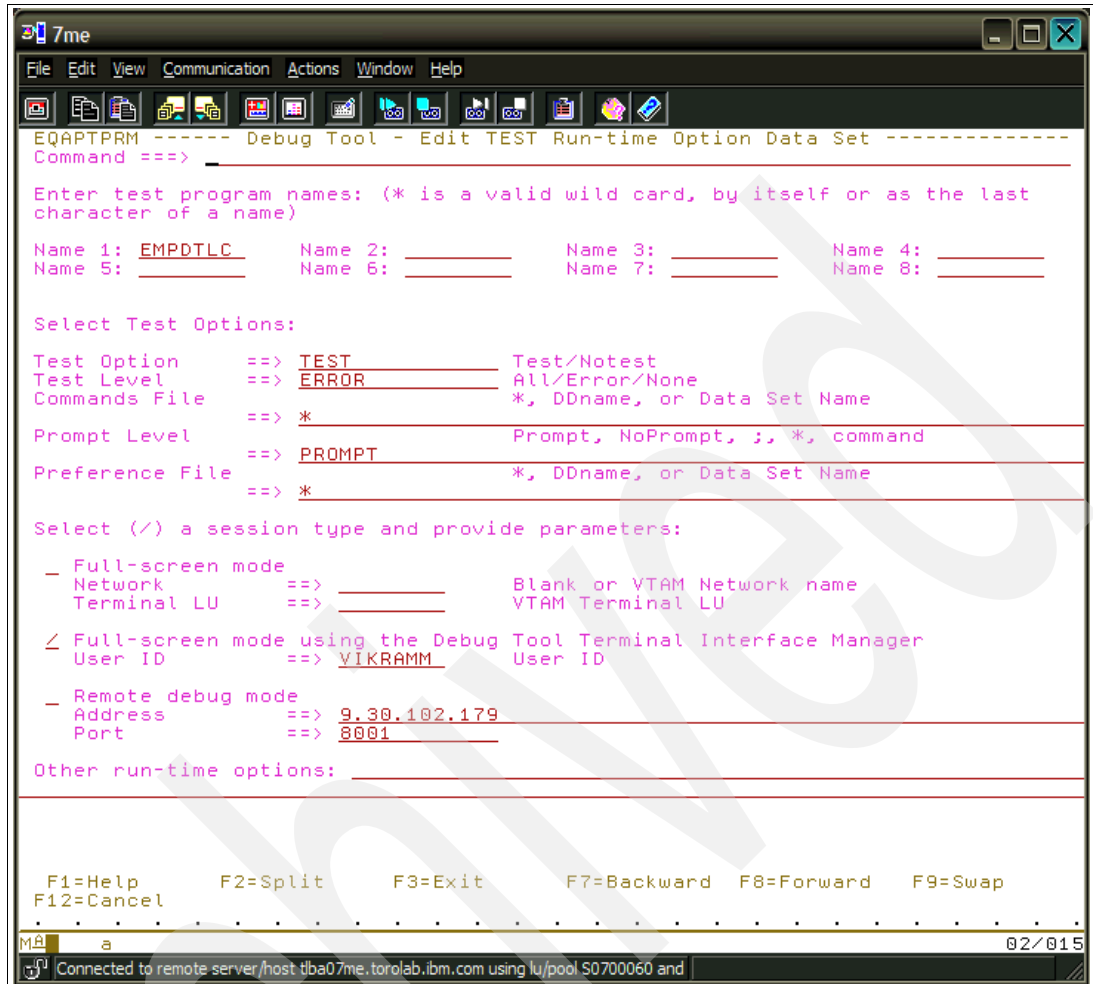 7me
File Edit View Communication Actions Window Help
EQAPTPRM ------ Debug Tool - Edit TEST Run-time Option Data Set --------------
Command ===> _
Enter test program names: (* is a valid wild card, by itself or as the last
character of a name)
Name 1: EMPDTLC Name 2: Name 3: Name 4:
Name 5: Name 6: Name 7: Name 8:
Select Test Options:
Test Option ==> TEST Test/Notest
Test Level ==> ERROR All/Error/None
Commands File *, DDname, or Data Set Name
==> *
Prompt Level Prompt, NoPrompt, ;, *, command
==> PROMPT
Preference File *, DDname, or Data Set Name
==> *
Select (/) a session type and provide parameters:
_ Full-screen mode
Network ==> Blank or VTAM Network name
Terminal LU ==> VTAM Terminal LU
/ Full-screen mode using the Debug Tool Terminal Interface Manager
User ID ==> VIKRAMM User ID
_ Remote debug mode
Address ==> 9.30.102.179
Port ==> 8001
Other run-time options:
F1=Help F2=Split F3=Exit F7=Backward F8=Forward F9=Swap
F12=Cancel
MA a 02/015
Connected to remote server/host tlba07me.torolab.ibm.com using lu/pool S0700060 and